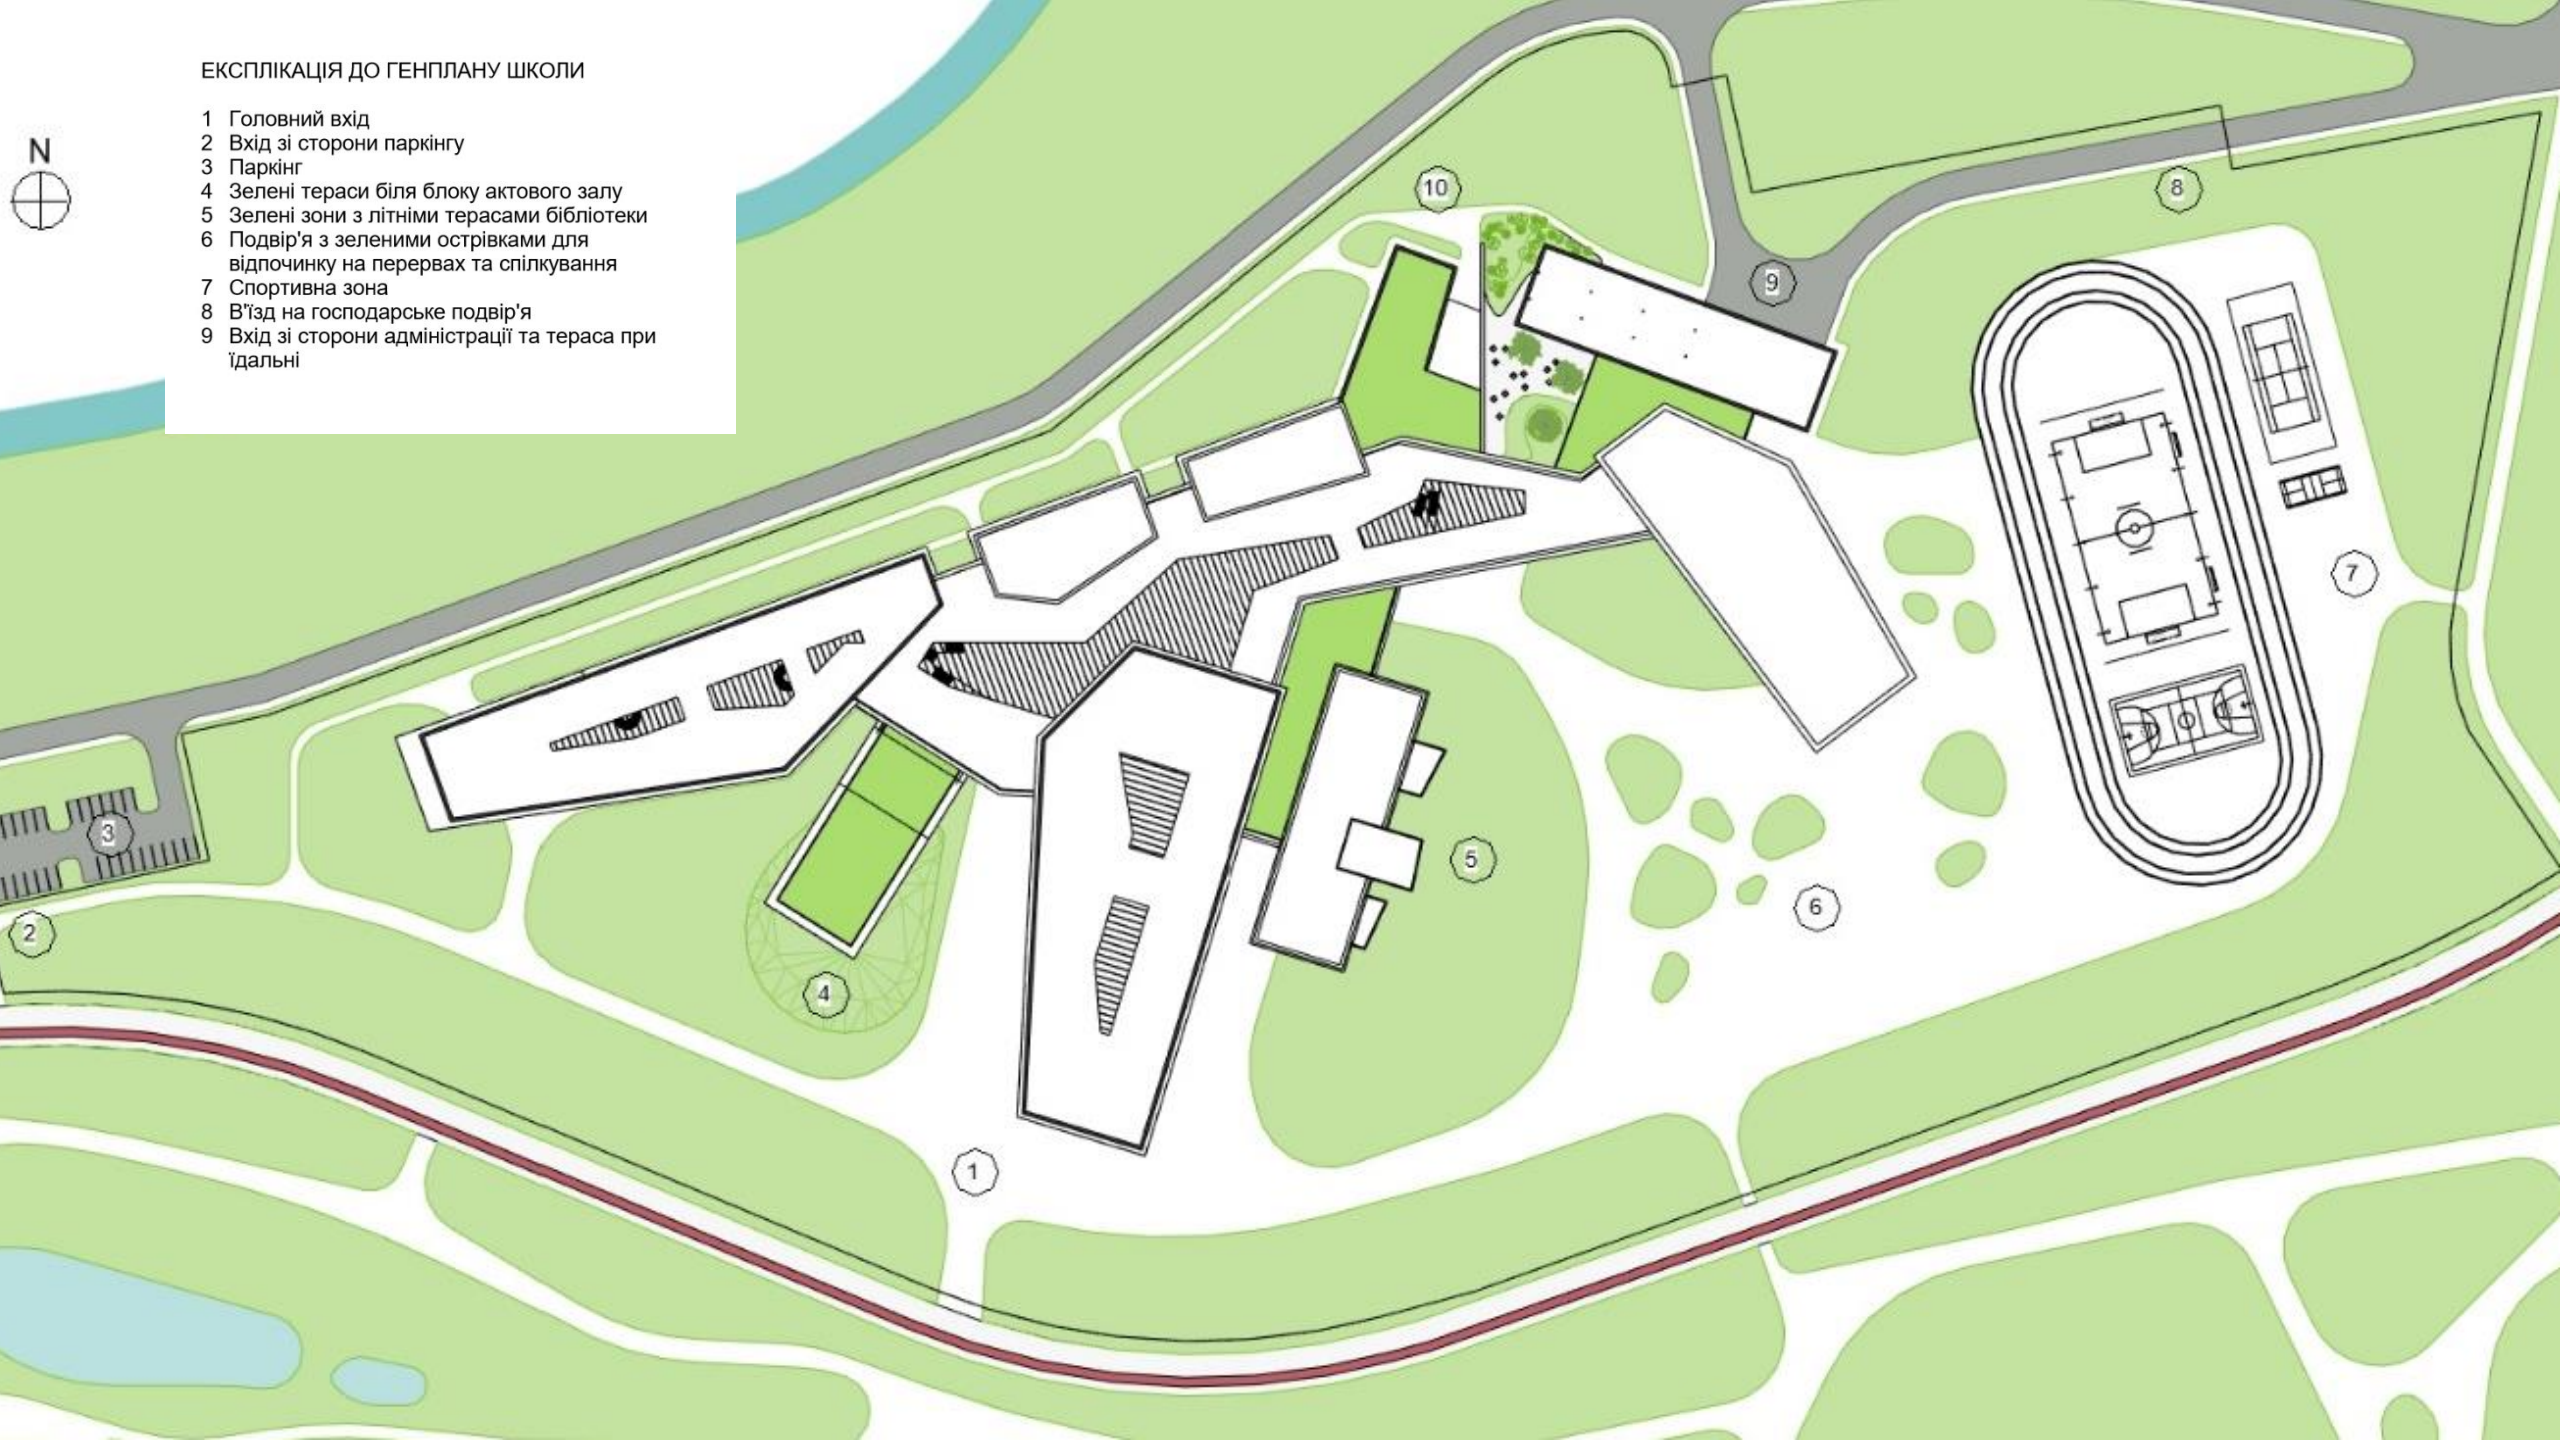 ЕКСПЛІКАЦІЯ ДО ГЕНПЛАНУ ШКОЛИ
1 Головний вхід
2 Вхід зі сторони паркінгу
3 Паркінг
4 Зелені тераси біля блоку актового залу
5 Зелені зони з літніми терасами бібліотеки
6 Подвір'я з зеленими острівками для
відпочинку на перервах та спілкування
7 Спортивна зона
8 В'їзд на господарське подвір'я
9 Вхід зі сторони адміністрації та тераса при
їдальні
N
10
8
9
7
3
5
6
2
4
1